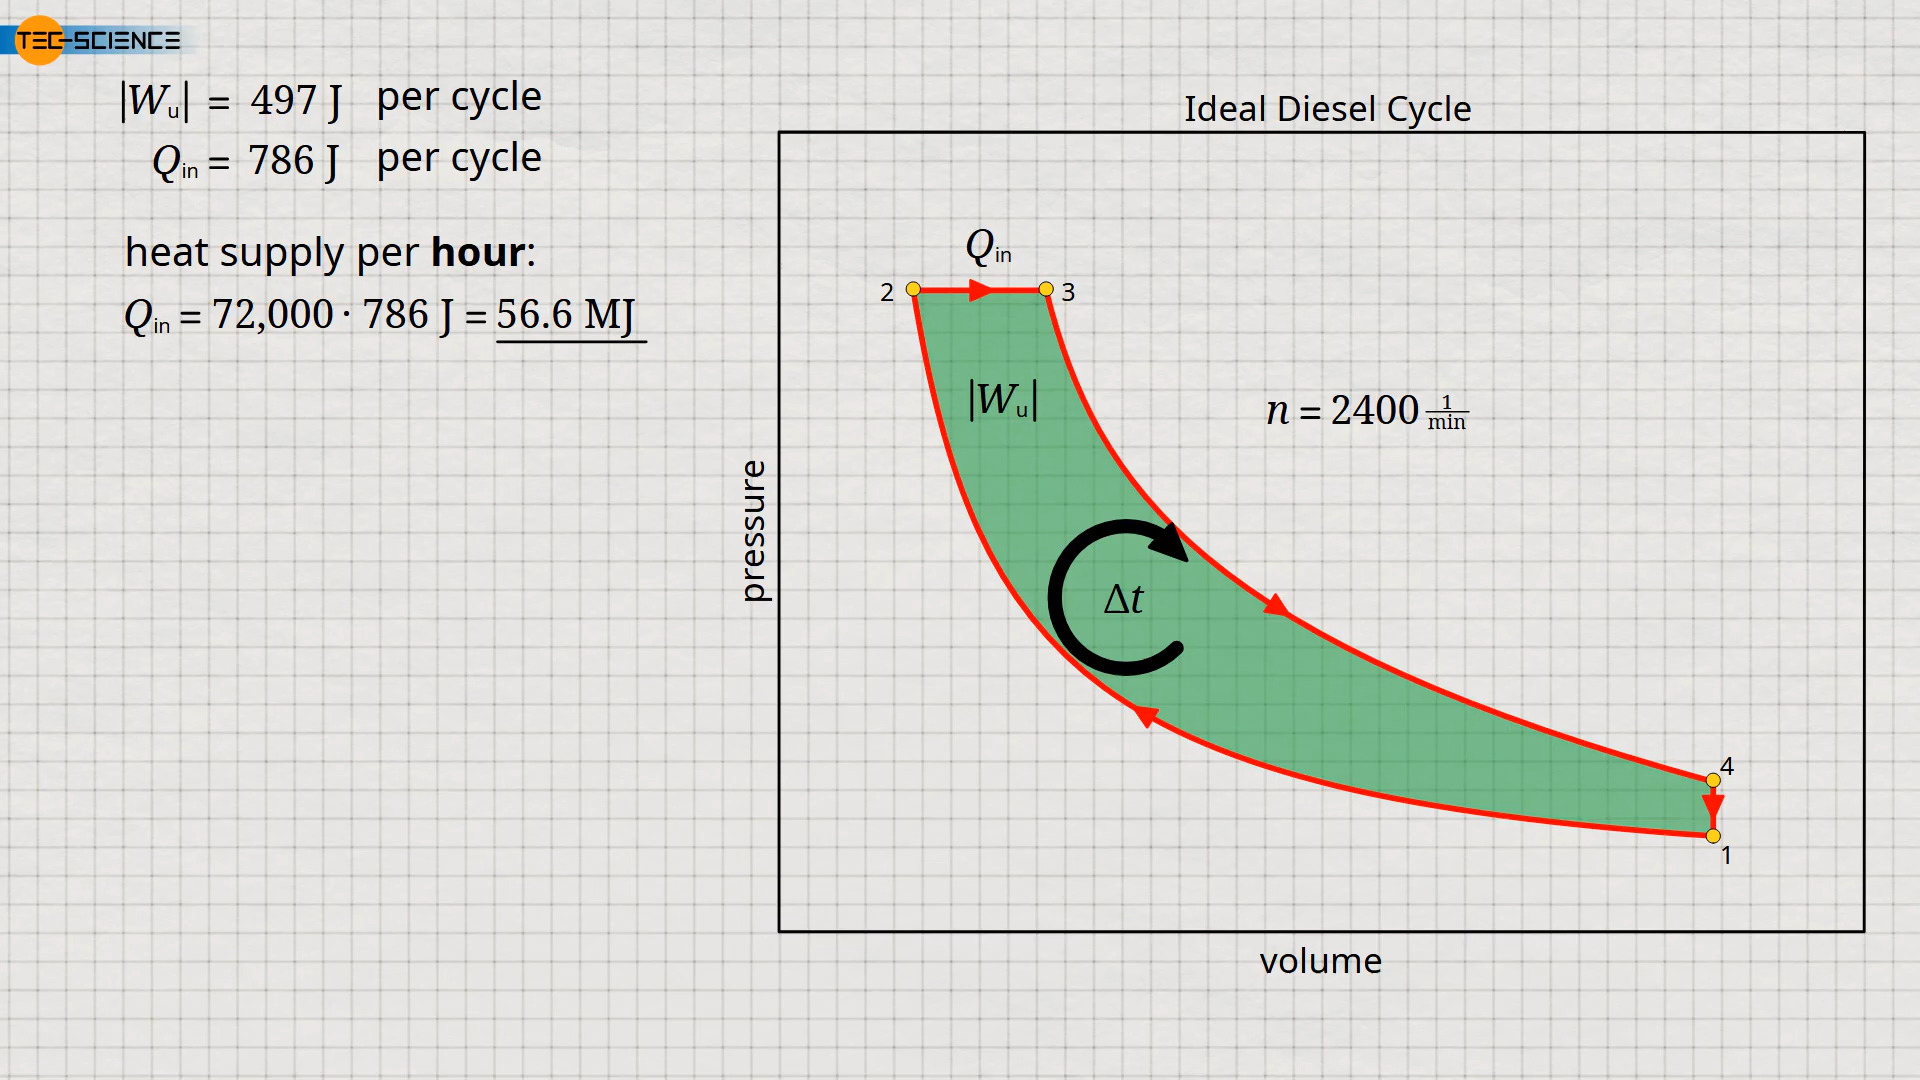 TEC-SCIENCE
|Wu| = 497 J per cycle
Qin = 786 J per cycle
heat supply per hour:
Qin = 72,000 · 786 J = 56.6 MJ
Ideal Diesel Cycle
Qin
2
3
|Wu|
n = 2400 1/min
pressure
Δt
4
1
volume